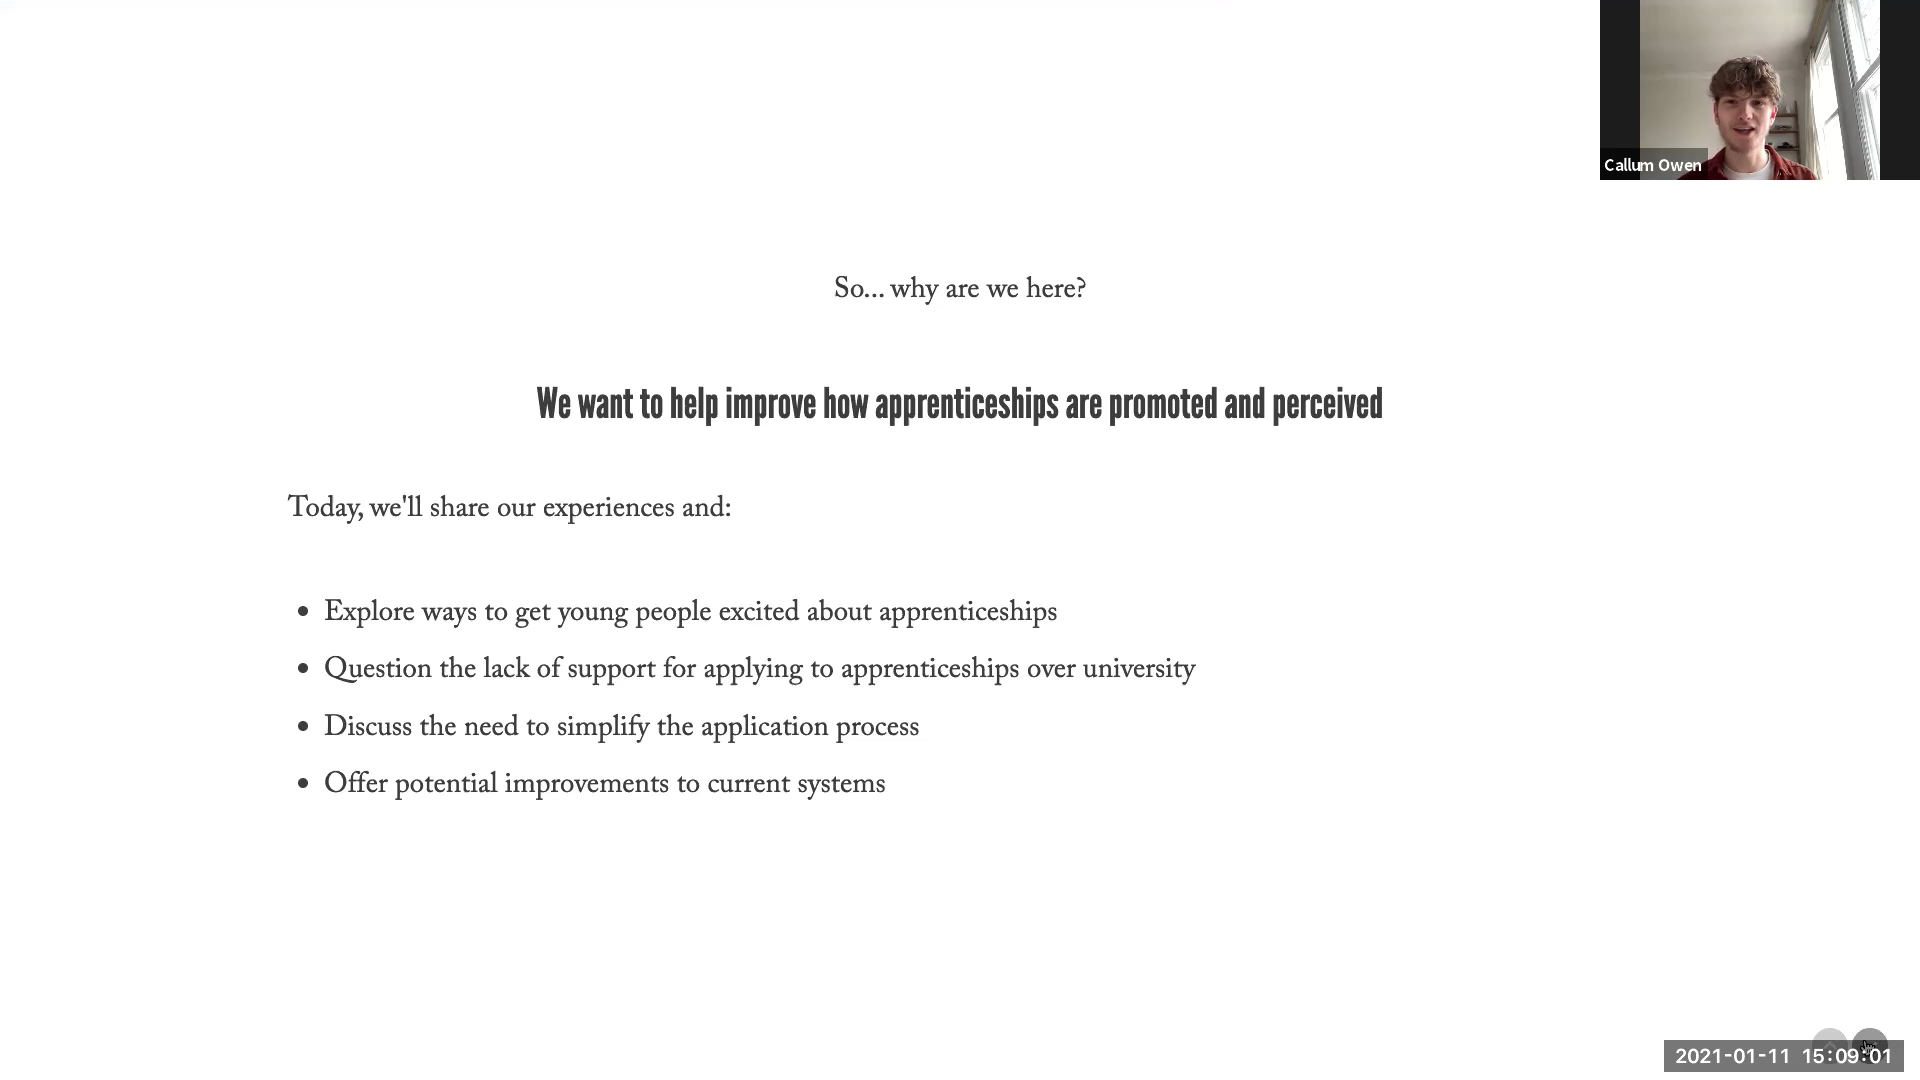 Callum Owen
So... why are we here?
We want to help improve how apprenticeships are promoted and perceived
Today, we'll share our experiences and:
• Explore ways to get young people excited about apprenticeships
• Question the lack of support for applying to apprenticeships over university
• Discuss the need to simplify the application process
• Offer potential improvements to current systems
2021-01-11 15:09:01